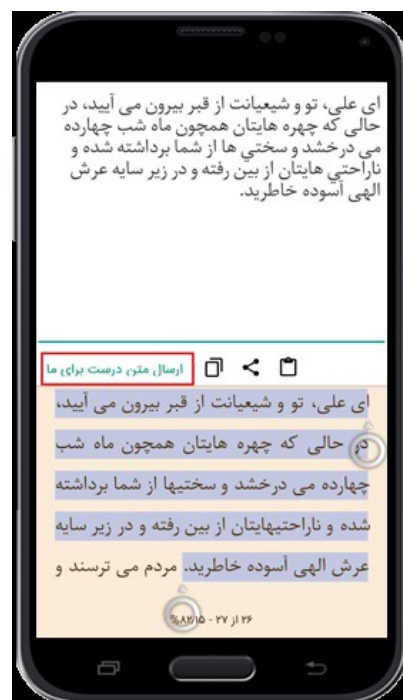 ای علی، تو و شیعیانت از قبر بیرون می آیید، در
حالی که چهره هایتان همچون ماه شب چهارده
می درخشد و سختي ها از شما برداشته شده و
ناراحتي هایتان از بین رفته و در زیر سایه عرش
الهی آسوده خاطرید.
ارسال متن درست برای ما
ای علی، تو و شیعیانت از قبر بیرون می آیید،
در حالی که چهره هایتان همچون ماه شب
چهارده می درخشد و سختیها از شما برداشته
شده و ناراحتیهایتان از بین رفته و در زیر سایه
عرش الهی آسوده خاطرید. مردم می ترسند و
۲۶ از ۲۷ - ۸۲/۱۵%